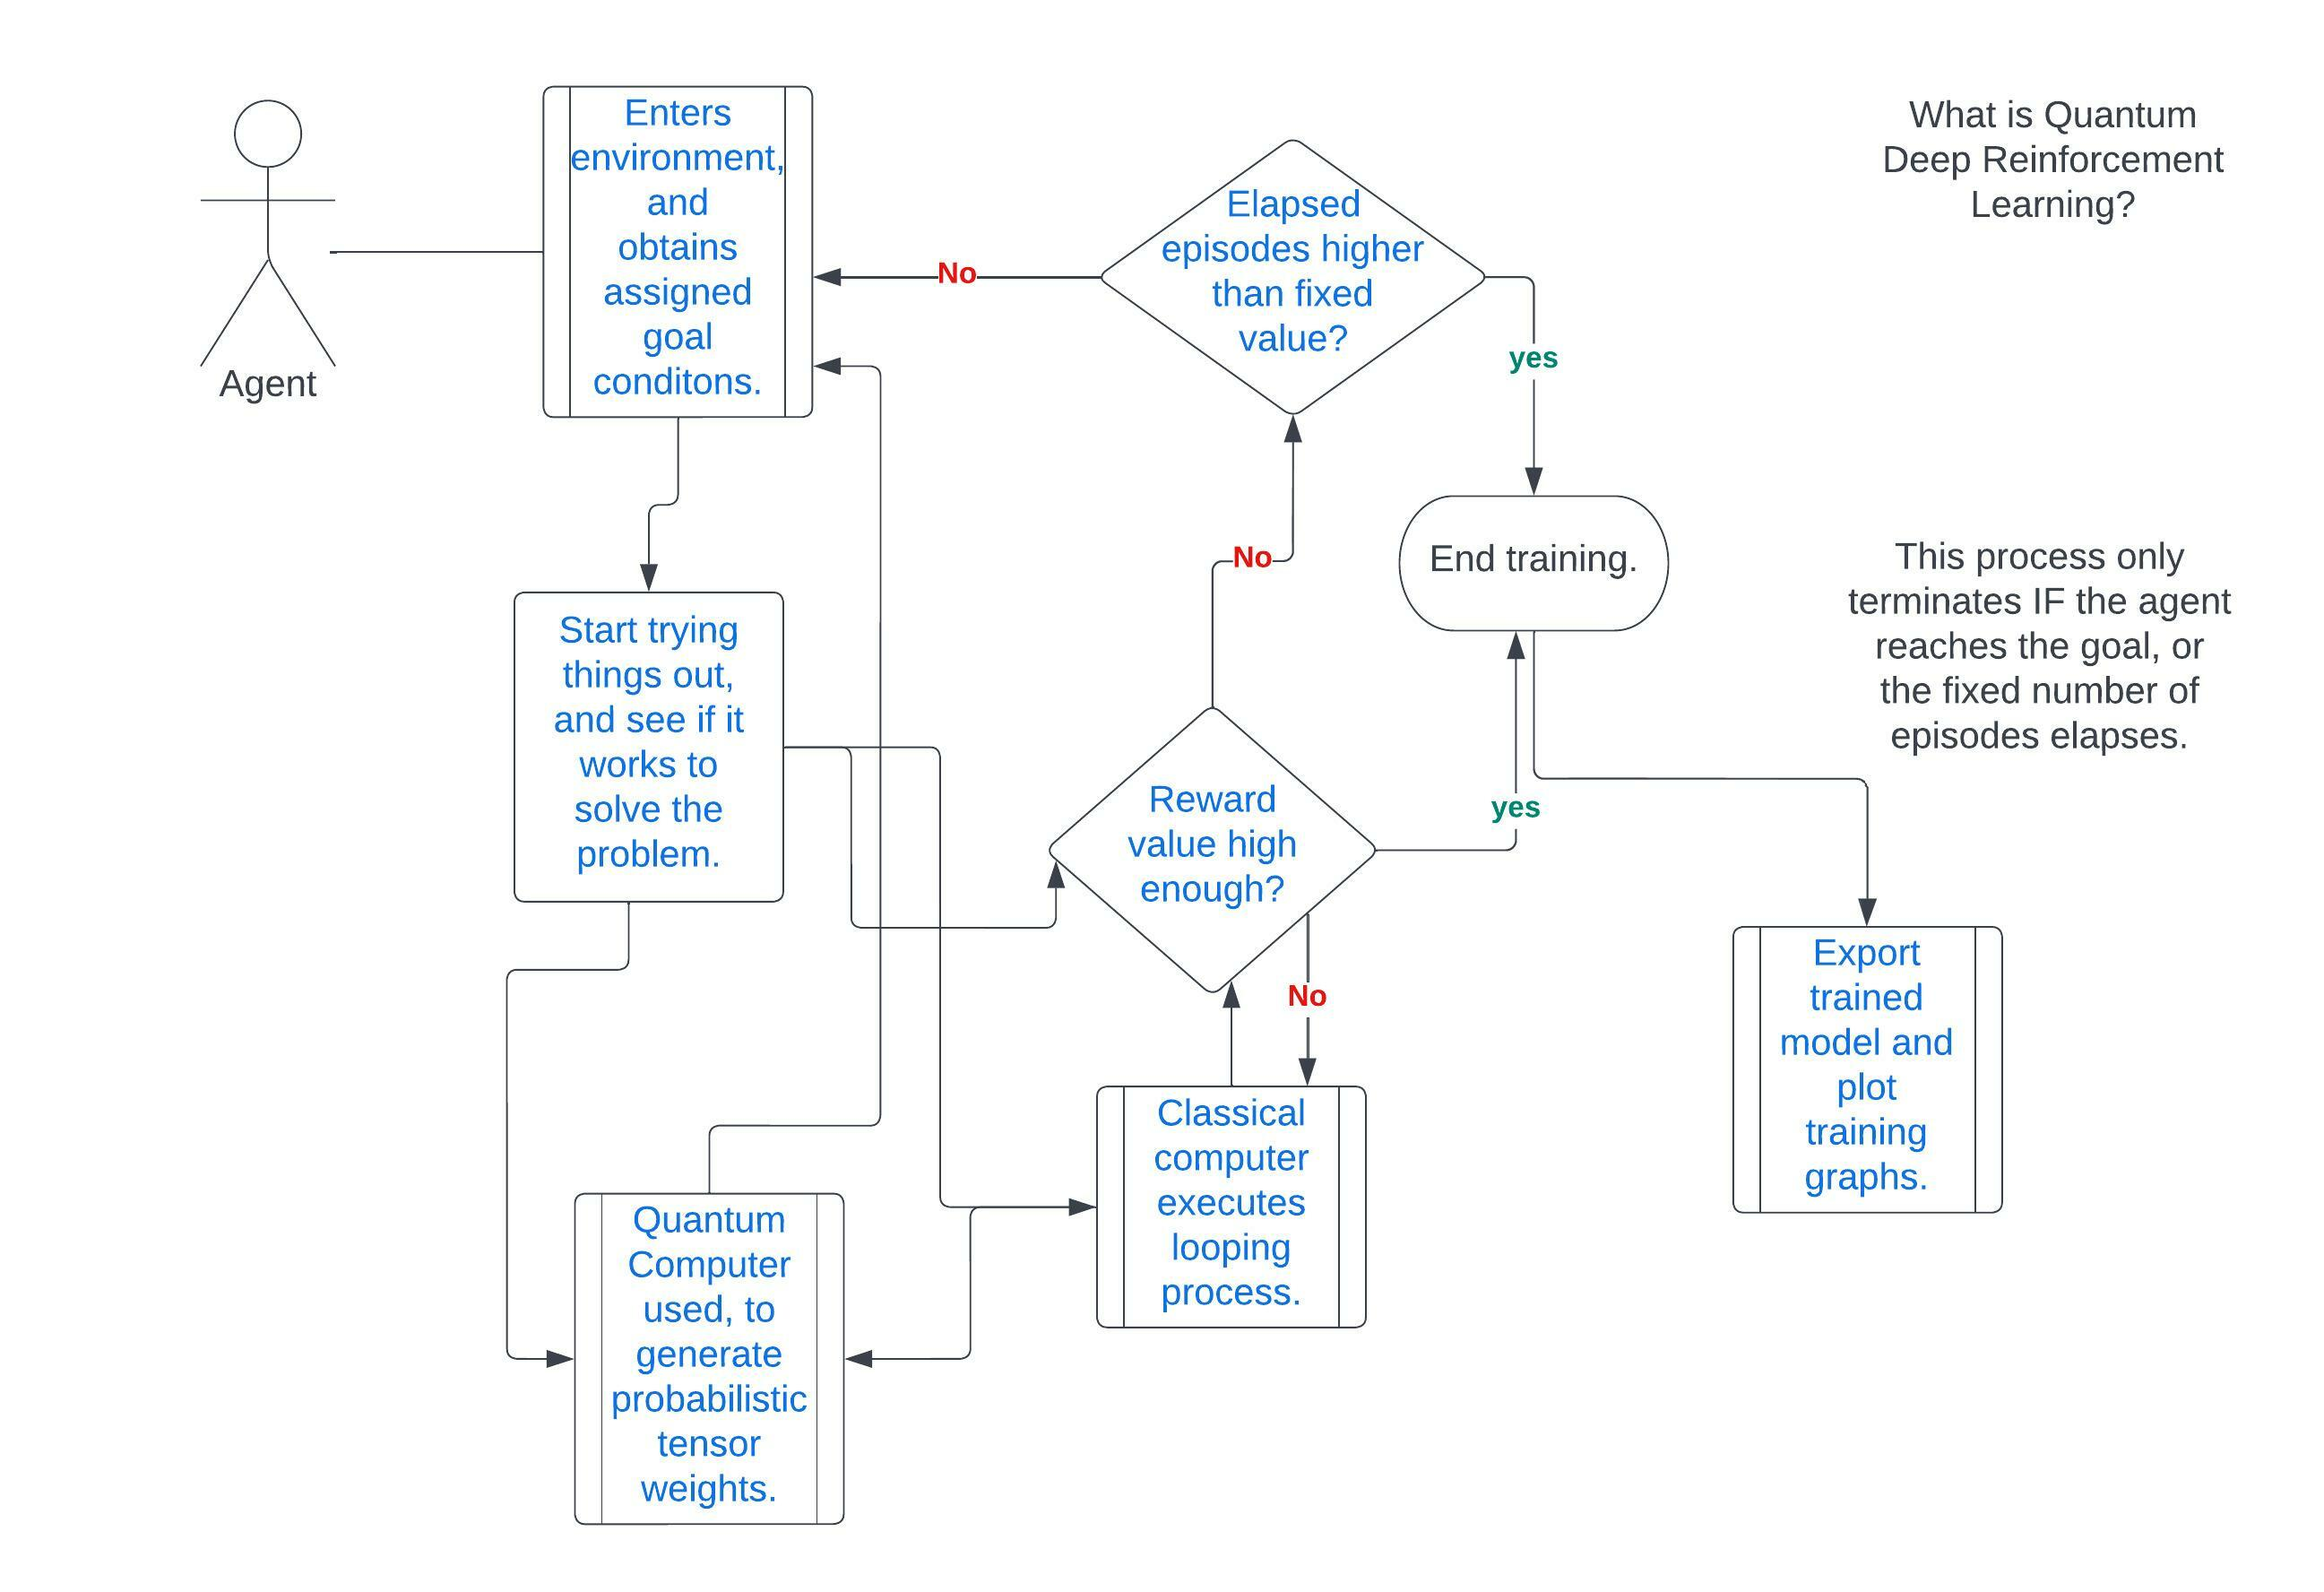 Agent
Enters
environment,
and
obtains
assigned
goal
conditons.
No
Elapsed
episodes higher
than fixed
value?
yes
What is Quantum
Deep Reinforcement
Learning?
No
End training.
This process only
terminates IF the agent
reaches the goal, or
the fixed number of
episodes elapses.
Start trying
things out,
and see if it
works to
solve the
problem.
Reward
value high
enough?
yes
No
Export
trained
model and
plot
training
graphs.
Classical
computer
executes
looping
process.
Quantum
Computer
used, to
generate
probabilistic
tensor
weights.